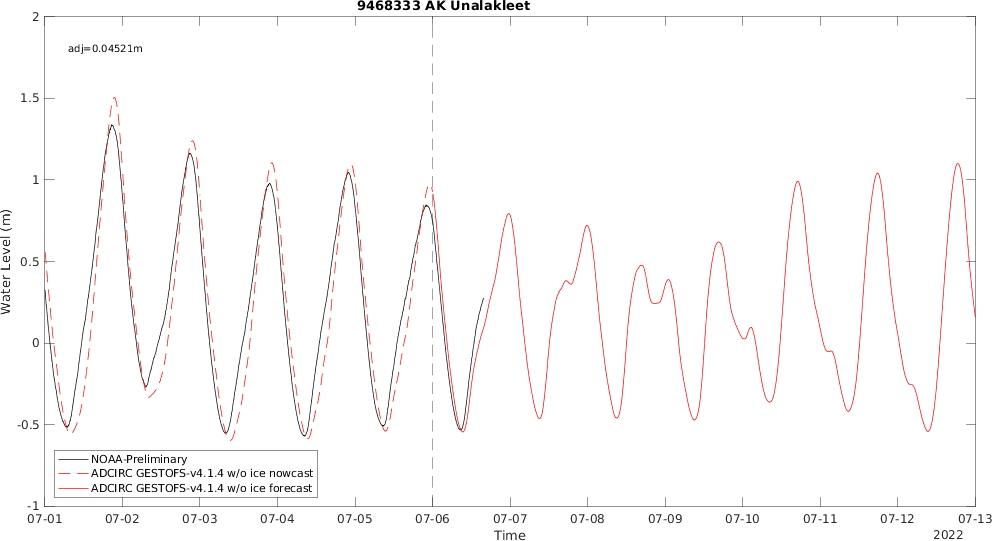 9468333 AK Unalakleet
adj=0.04521m
Water Level (m)
2
1.5
1
0.5
0
-0.5
-1
NOAA-Preliminary
ADCIRC GESTOFS-v4.1.4 w/o ice nowcast
ADCIRC GESTOFS-v4.1.4 w/o ice forecast
07-01 07-02 07-03 07-04 07-05 07-06 07-07 07-08 07-09 07-10 07-11 07-12 07-13
Time
2022